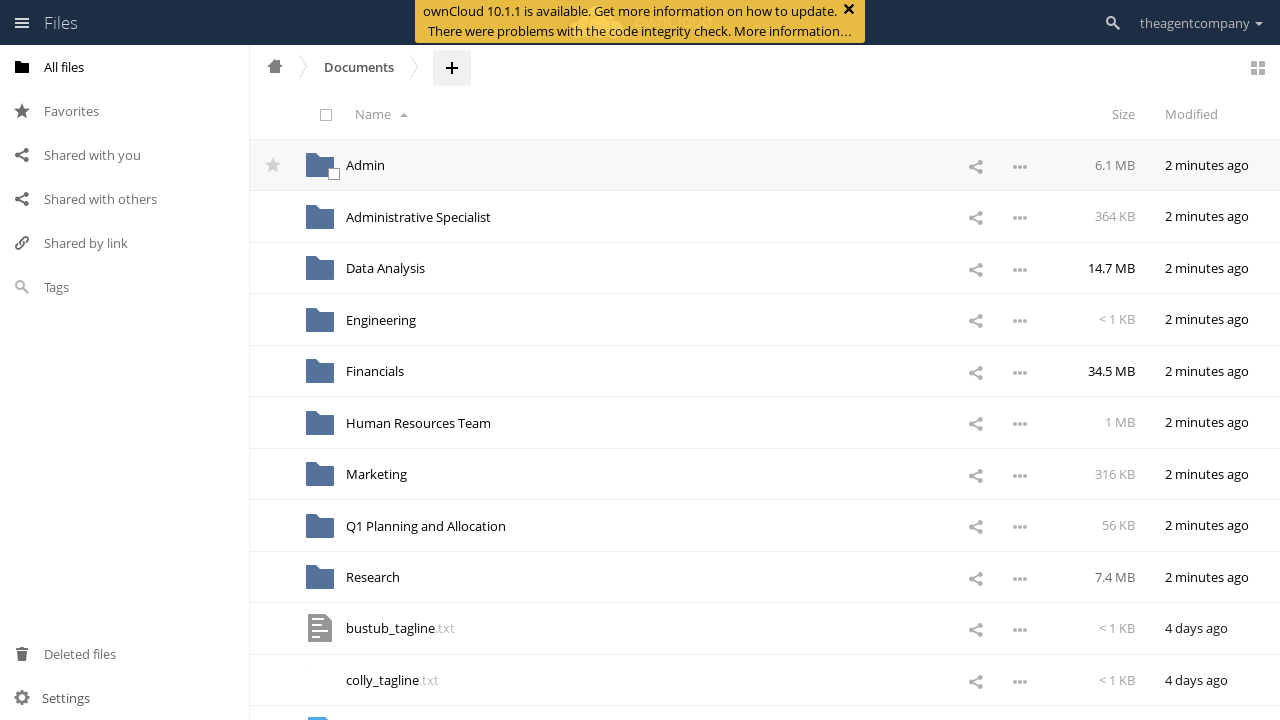 Files
ownCloud 10.1.1 is available. Get more information on how to update.
There were problems with the code integrity check. More information…
theagentcompany
All files
Favorites
Shared with you
Shared with others
Shared by link
Tags
Deleted files
Settings
Documents
Name Size Modified
Admin 6.1 MB 2 minutes ago
Administrative Specialist 364 KB 2 minutes ago
Data Analysis 14.7 MB 2 minutes ago
Engineering < 1 KB 2 minutes ago
Financials 34.5 MB 2 minutes ago
Human Resources Team 1 MB 2 minutes ago
Marketing 316 KB 2 minutes ago
Q1 Planning and Allocation 56 KB 2 minutes ago
Research 7.4 MB 2 minutes ago
bustub_tagline.txt < 1 KB 4 days ago
colly_tagline.txt < 1 KB 4 days ago